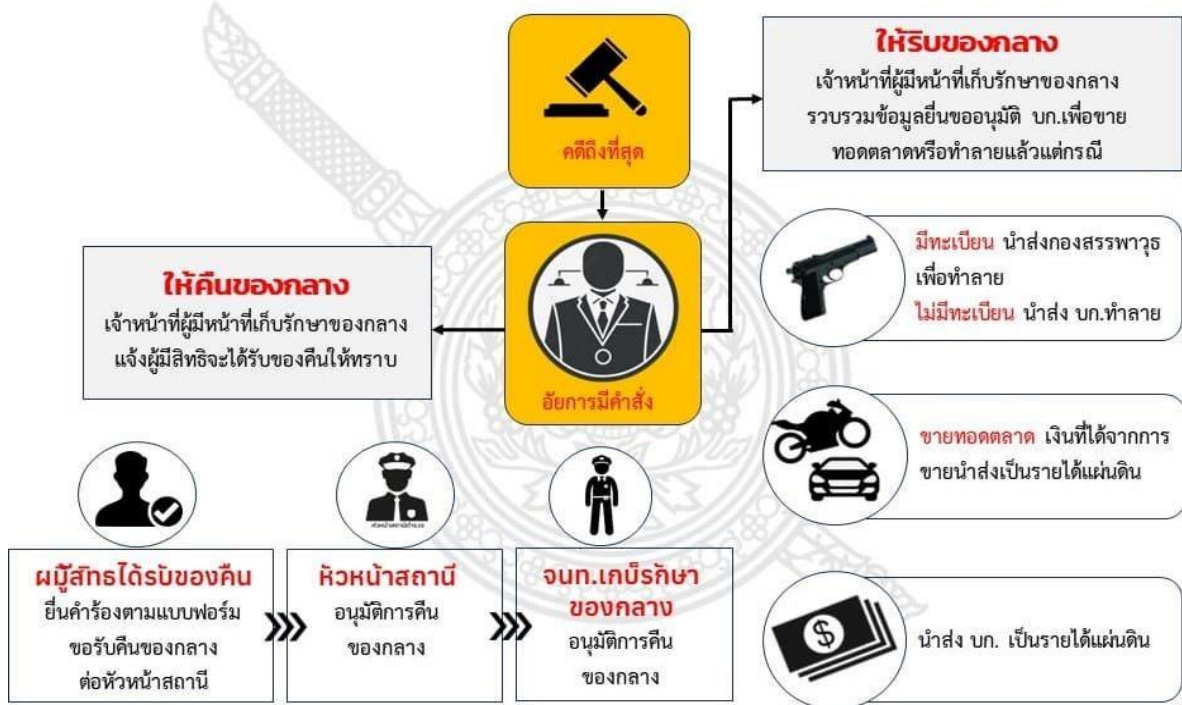 คดีถึงที่สุด
ให้ริบของกลาง
เจ้าหน้าที่ผู้มีหน้าที่เก็บรักษาของกลาง
รวบรวมข้อมูลยื่นขออนุมัติ บก.เพื่อขาย
ทอดตลาดหรือทำลายแล้วแต่กรณี
อัยการมีคำสั่ง
ให้คืนของกลาง
เจ้าหน้าที่ผู้มีหน้าที่เก็บรักษาของกลาง
แจ้งผู้มีสิทธิจะได้รับของคืนให้ทราบ
มีทะเบียน นำส่งกองสรรพาวุธ
เพื่อทำลาย
ไม่มีทะเบียน นำส่ง บก.ทำลาย
ขายทอดตลาด เงินที่ได้จากการ
ขายนำส่งเป็นรายได้แผ่นดิน
นำส่ง บก. เป็นรายได้แผ่นดิน
ผู้มีสิทธิได้รับของคืน
ยื่นคำร้องตามแบบฟอร์ม
ขอรับคืนของกลาง
ต่อหัวหน้าสถานี
หัวหน้าสถานีตำรวจ
หัวหน้าสถานี
อนุมัติการคืน
ของกลาง
จนท.เก็บรักษา
ของกลาง
อนุมัติการคืน
ของกลาง